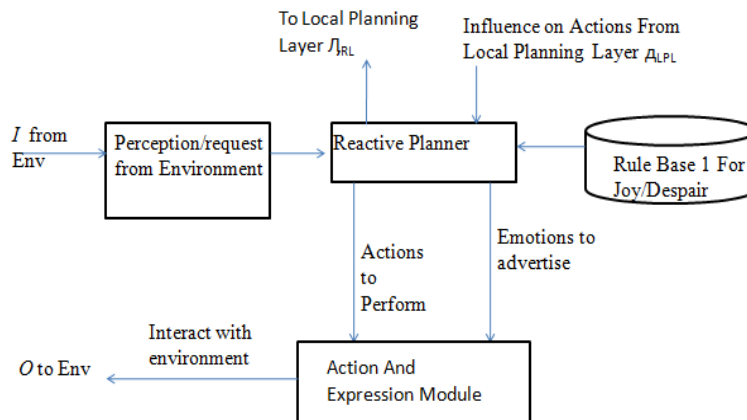 To Local Planning
Layer ԮRL
Influence on Actions From
Local Planning Layer дLPL
I from
Env
Perception/request
from Environment
Reactive Planner
Rule Base 1 For
Joy/Despair
Actions
to
Perform
Emotions to
advertise
Interact with
environment
O to Env
Action And
Expression Module